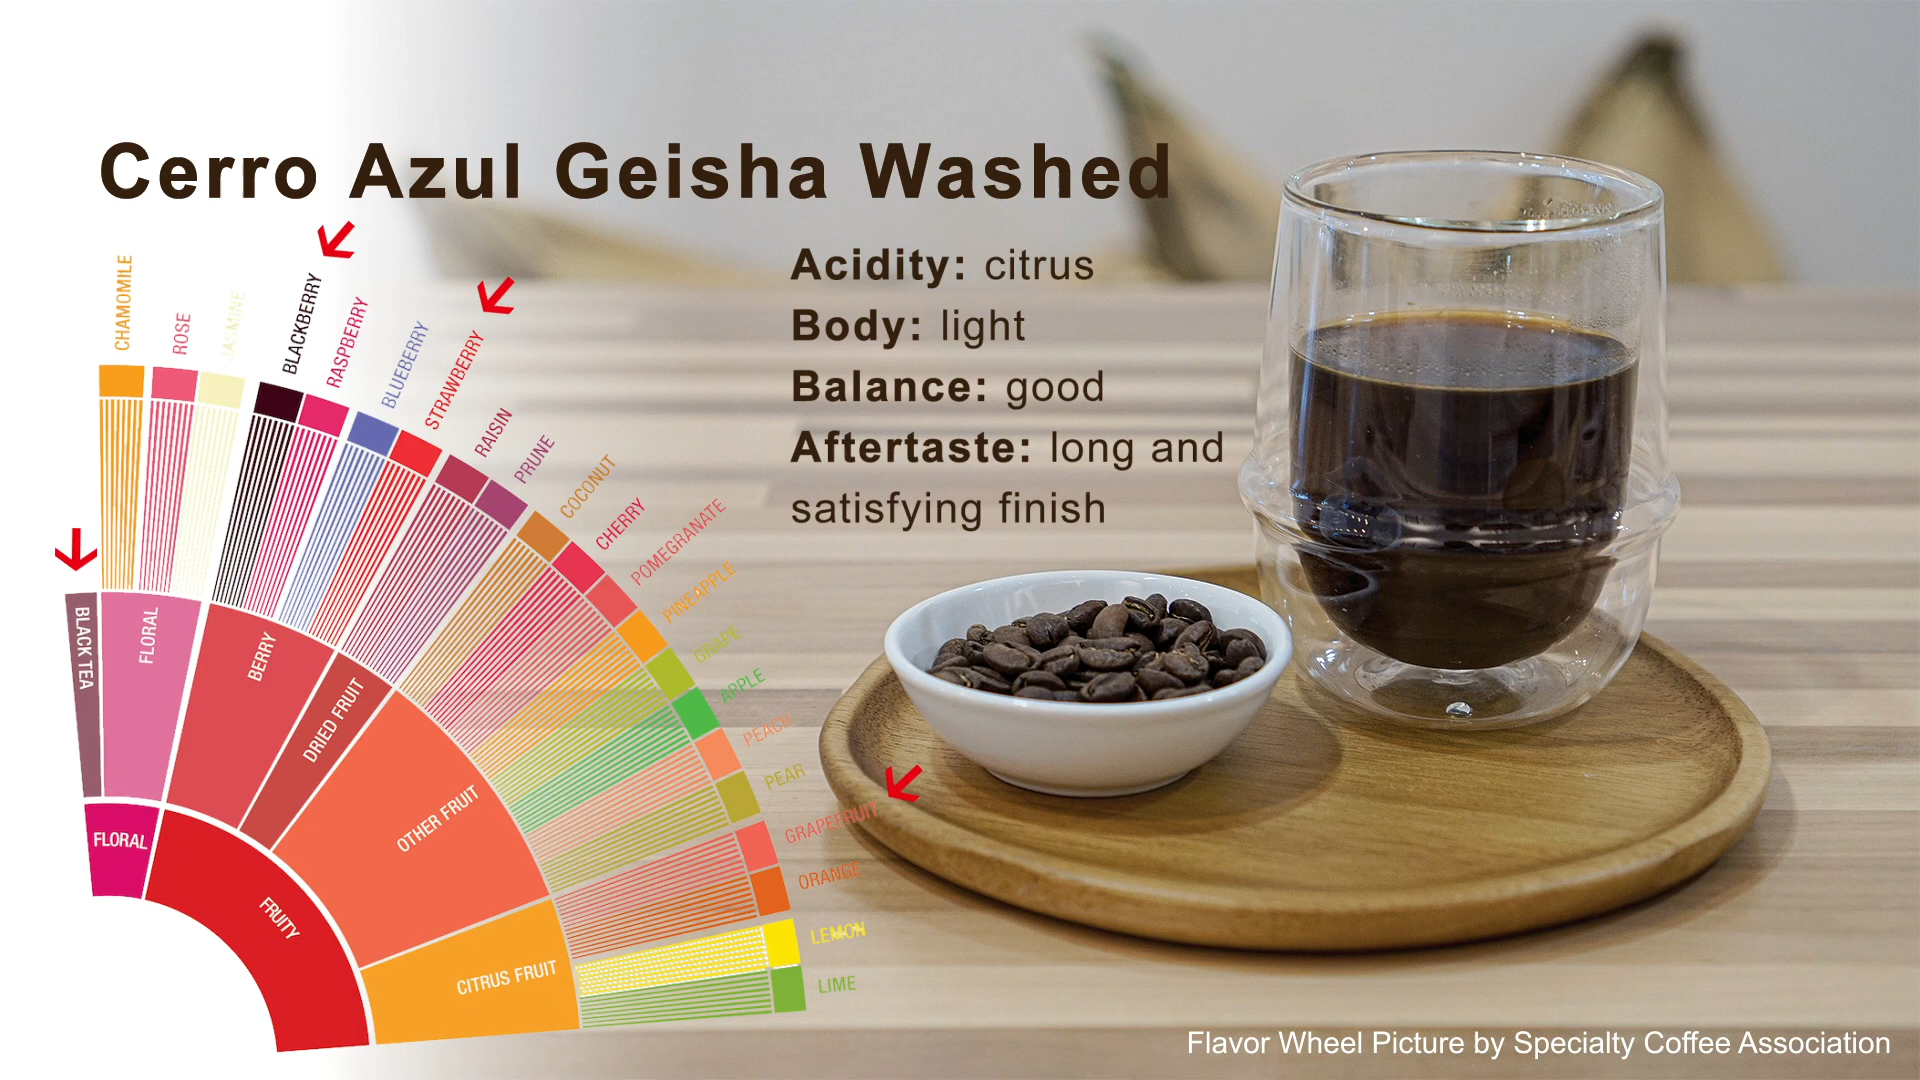 Cerro Azul Geisha Washed
Acidity: citrus
Body: light
Balance: good
Aftertaste: long and
satisfying finish
CHAMOMILE
ROSE
JASMINE
BLACKBERRY
RASPBERRY
BLUEBERRY
STRAWBERRY
RAISIN
PRUNE
COCONUT
CHERRY
POMEGRANATE
PINEAPPLE
GRAPE
APPLE
PEACH
PEAR
GRAPEFRUIT
ORANGE
LEMON
LIME
BLACK TEA
FLORAL
BERRY
DRIED FRUIT
OTHER FRUIT
CITRUS FRUIT
FLORAL
FRUITY
Flavor Wheel Picture by Specialty Coffee Association